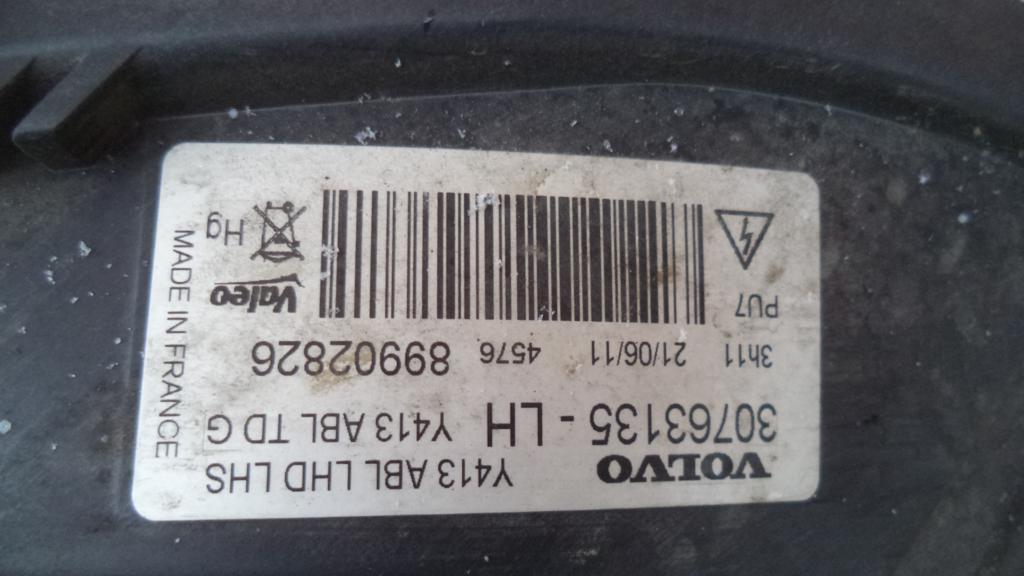 VOLVO Y413 ABL LHD LHS
30763135 - LH Y413 ABL TD G
3h11 21/06/11 4576 89902826
PU7
Valeo
Hg
MADE IN FRANCE